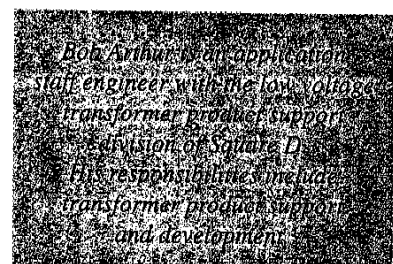 Bob Arthur is an application
staff engineer with the low voltage
transformer product support
division of Square D.
His responsibilities include
transformer product support
and development.